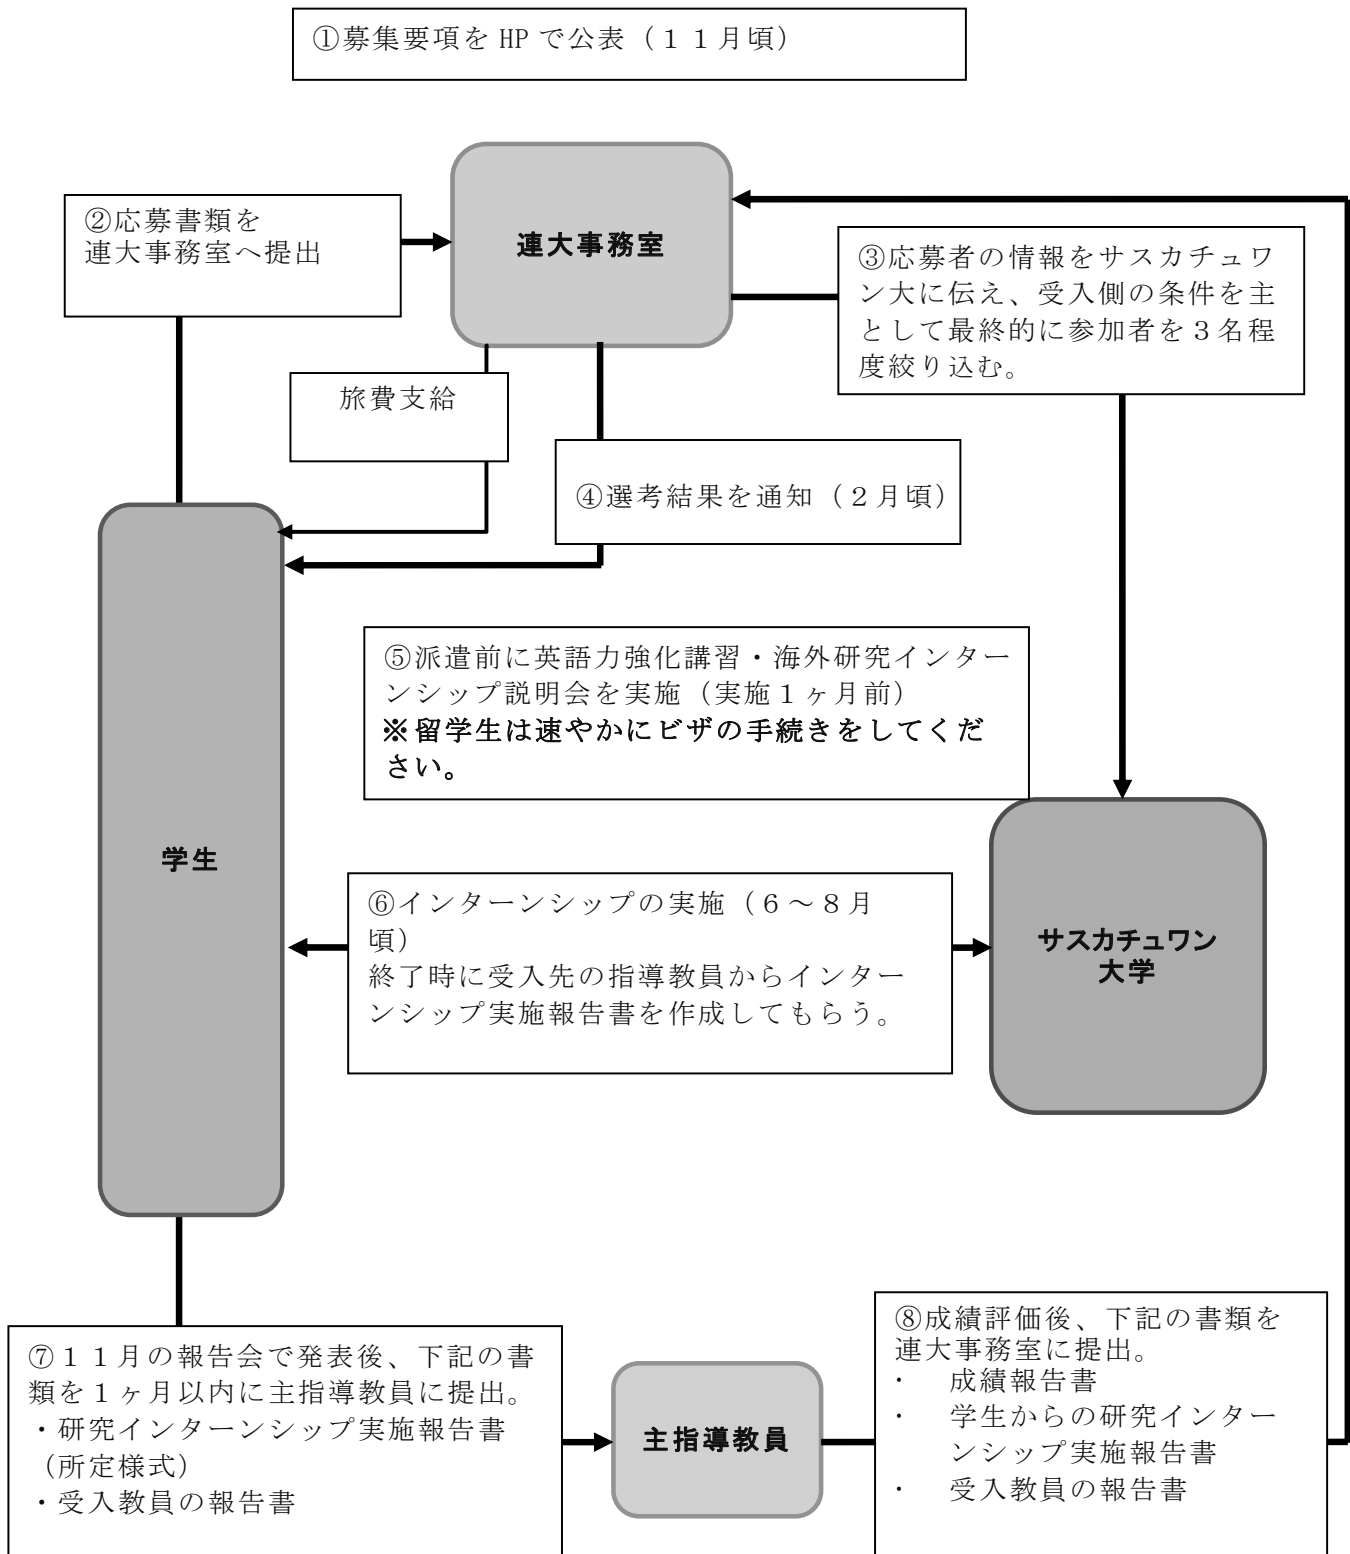 ①募集要項を HP で公表（１１月頃）
②応募書類を
連大事務室へ提出
連大事務室
③応募者の情報をサスカチュワ
ン大に伝え、受入側の条件を主
として最終的に参加者を３名程
度絞り込む。
旅費支給
④選考結果を通知（２月頃）
⑤派遣前に英語力強化講習・海外研究インター
ンシップ説明会を実施（実施１ヶ月前）
※留学生は速やかにビザの手続きをしてくだ
さい。
学生
⑥インターンシップの実施（６～８月
頃）
終了時に受入先の指導教員からインター
ンシップ実施報告書を作成してもらう。
サスカチュワン
大学
⑦１１月の報告会で発表後、下記の書
類を１ヶ月以内に主指導教員に提出。
・研究インターンシップ実施報告書
（所定様式）
・受入教員の報告書
主指導教員
⑧成績評価後、下記の書類を
連大事務室に提出。
・ 成績報告書
・ 学生からの研究インター
ンシップ実施報告書
・ 受入教員の報告書